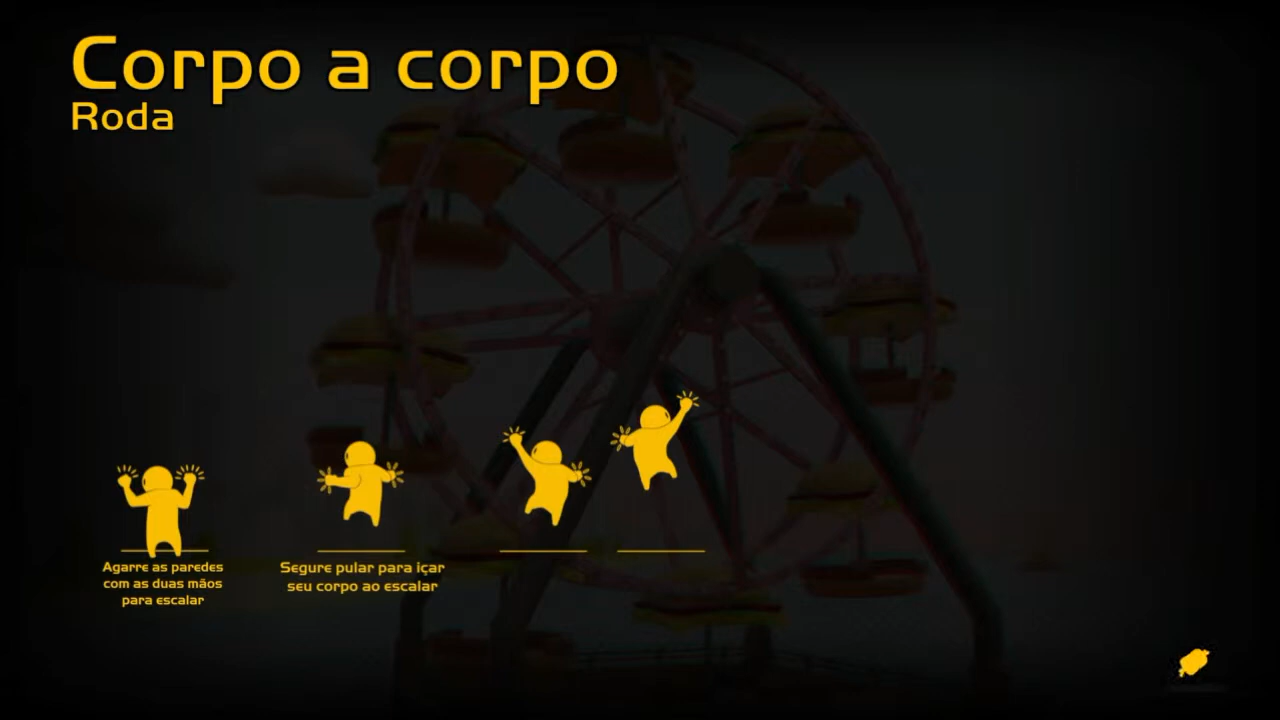 Corpo a corpo
Roda
Agarre as paredes
com as duas mãos
para escalar
Segure pular para içar
seu corpo ao escalar